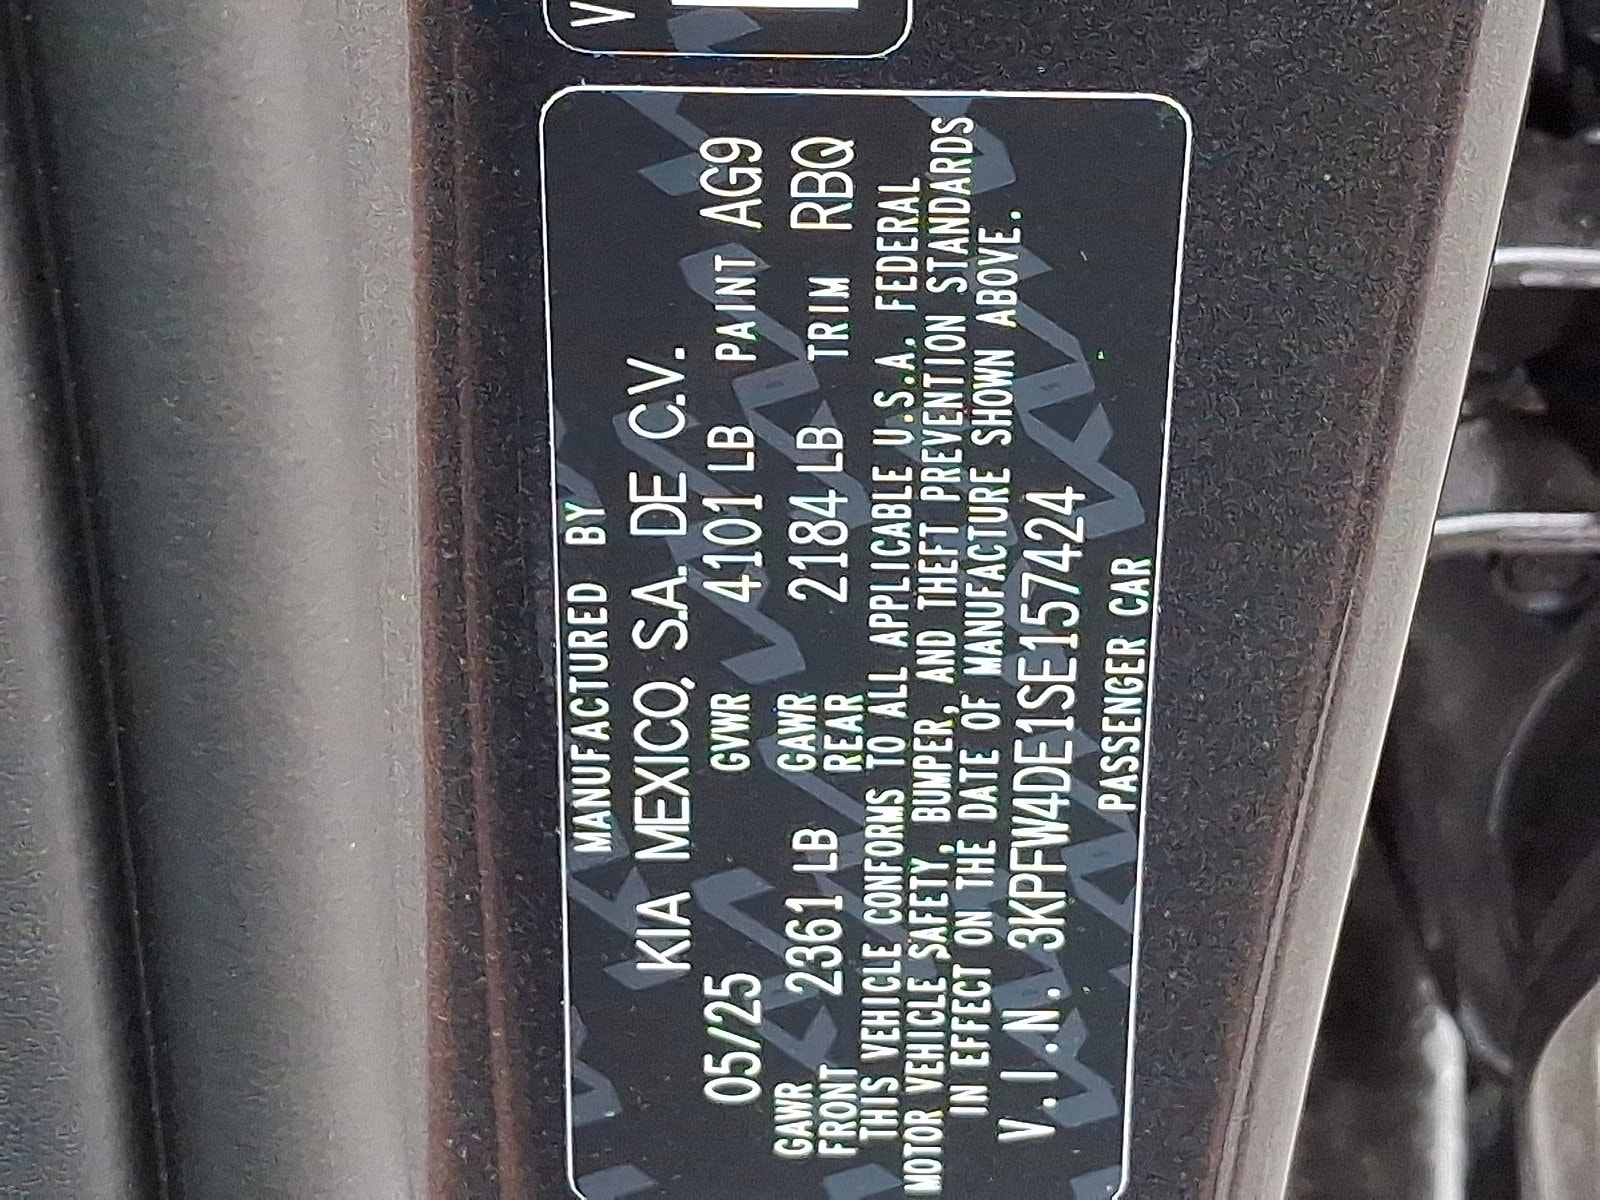 V
MANUFACTURED BY
KIA MEXICO, S.A. DE C.V.
05/25 GVWR 4101 LB PAINT AG9
GAWR FRONT 2361 LB GAWR REAR 2184 LB TRIM RBQ
THIS VEHICLE CONFORMS TO ALL APPLICABLE U.S.A. FEDERAL
MOTOR VEHICLE SAFETY, BUMPER, AND THEFT PREVENTION STANDARDS
IN EFFECT ON THE DATE OF MANUFACTURE SHOWN ABOVE.
V.I.N. 3KPFW4DE1SE157424
PASSENGER CAR